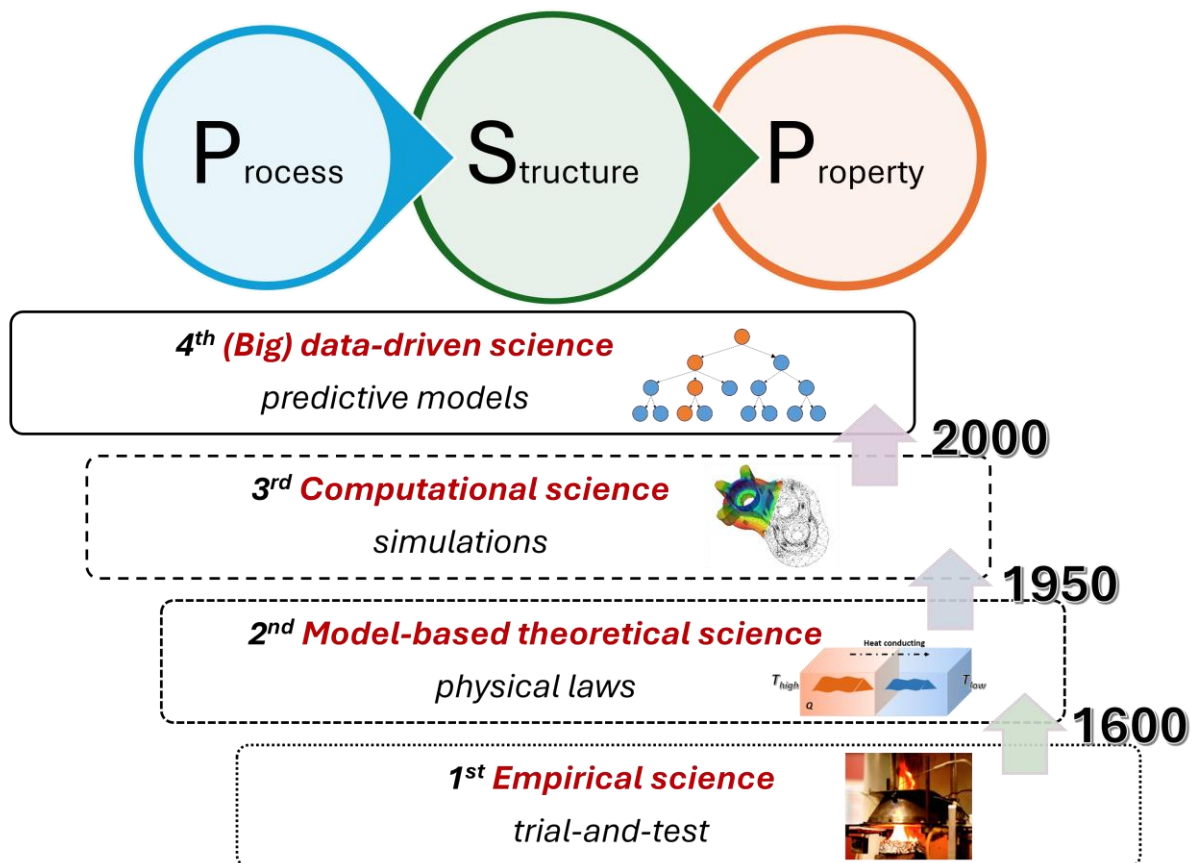 Process
Structure
Property
4th (Big) data-driven science
predictive models
2000
3rd Computational science
simulations
1950
2nd Model-based theoretical science
Heat conducting
physical laws
Thigh
Tlow
Q
1600
1st Empirical science
trial-and-test